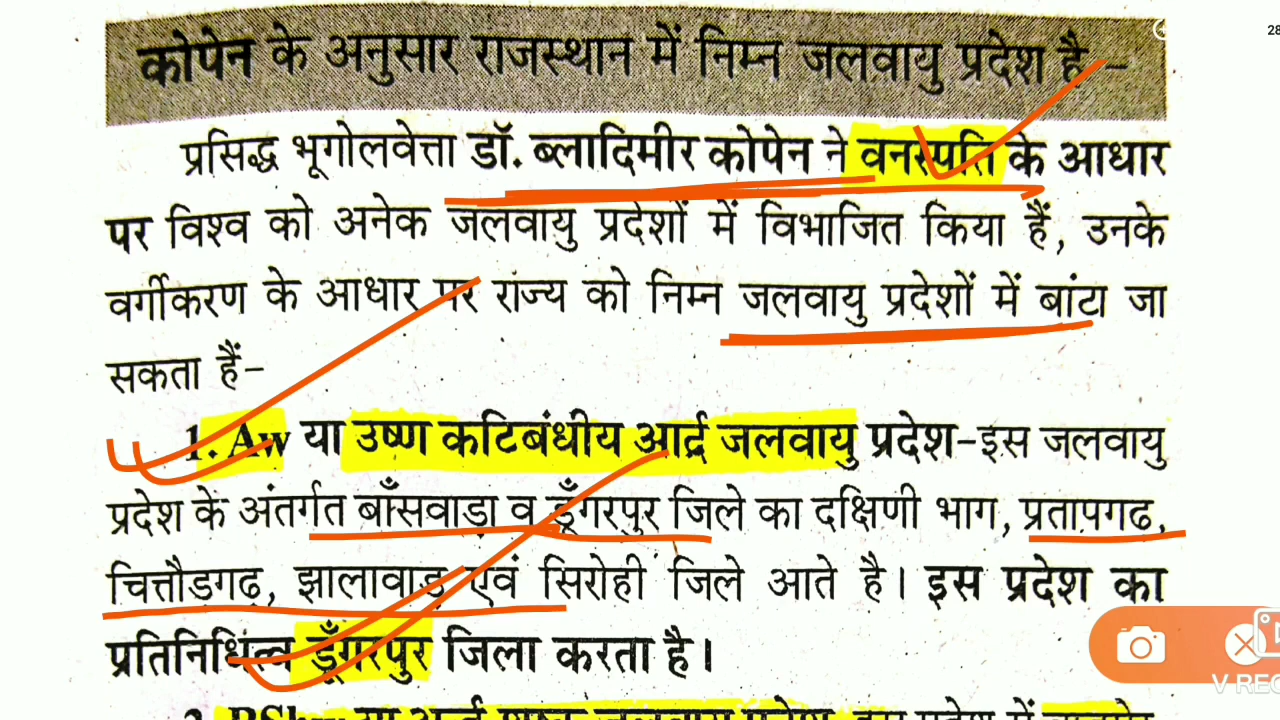 28
कोपेन के अनुसार राजस्थान में निम्न जलवायु प्रदेश है –
प्रसिद्ध भूगोलवेत्ता डॉ. ब्लादिमीर कोपेन ने वनस्पति के आधार
पर विश्व को अनेक जलवायु प्रदेशों में विभाजित किया हैं, उनके
वर्गीकरण के आधार पर राज्य को निम्न जलवायु प्रदेशों में बांटा जा
सकता हैं–
1. Aw या उष्ण कटिबंधीय आर्द्र जलवायु प्रदेश–इस जलवायु
प्रदेश के अंतर्गत बाँसवाड़ा व डूँगरपुर जिले का दक्षिणी भाग, प्रतापगढ,
चित्तौड़गढ़, झालावाड़ एवं सिरोही जिले आते है। इस प्रदेश का
प्रतिनिधित्व डूँगरपुर जिला करता है।
V REC